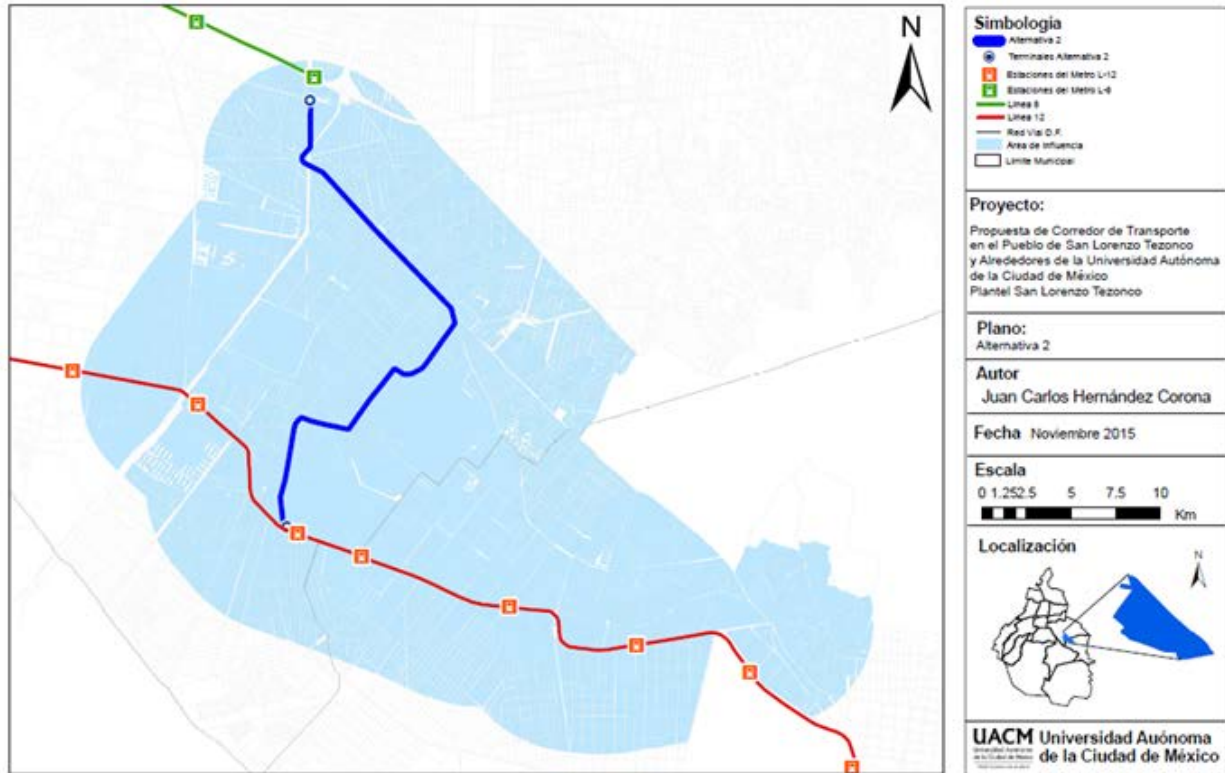 N
Simbología
Alternativa 2
Terminales Alternativa 2
Estaciones del Metro L-12
Estaciones del Metro L-8
Línea 8
Línea 12
Red Vial D.F.
Área de Influencia
Límite Municipal
Proyecto:
Propuesta de Corredor de Transporte
en el Pueblo de San Lorenzo Tezonco
y Alrededores de la Universidad Autónoma
de la Ciudad de México
Plantel San Lorenzo Tezonco
Plano:
Alternativa 2
Autor
Juan Carlos Hernández Corona
Fecha Noviembre 2015
Escala
0 1.252.5 5 7.5 10
Km
Localización
N
UACM Universidad Autónoma
de la Ciudad de México